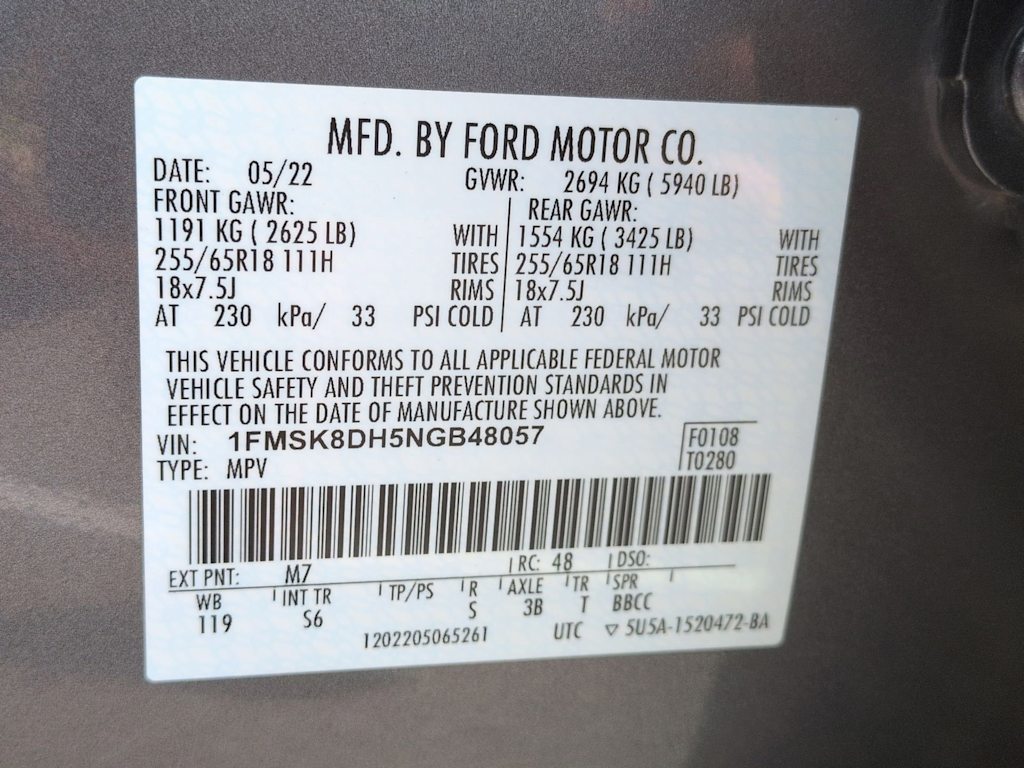 MFD. BY FORD MOTOR CO.
DATE: 05/22 GVWR: 2694 KG ( 5940 LB)
FRONT GAWR: REAR GAWR:
1191 KG ( 2625 LB) WITH 1554 KG ( 3425 LB) WITH
255/65R18 111H TIRES 255/65R18 111H TIRES
18x7.5J RIMS 18x7.5J RIMS
AT 230 kPa/ 33 PSI COLD AT 230 kPa/ 33 PSI COLD
THIS VEHICLE CONFORMS TO ALL APPLICABLE FEDERAL MOTOR
VEHICLE SAFETY AND THEFT PREVENTION STANDARDS IN
EFFECT ON THE DATE OF MANUFACTURE SHOWN ABOVE.
VIN: 1FMSK8DH5NGB48057 F0108
TYPE: MPV T0280
EXT PNT: M7 RC: 48 DSO:
WB INT TR TP/PS R AXLE TR SPR
119 S6 S 3B T BBCC
1202205065261 UTC ▽ 5U5A-1520472-BA